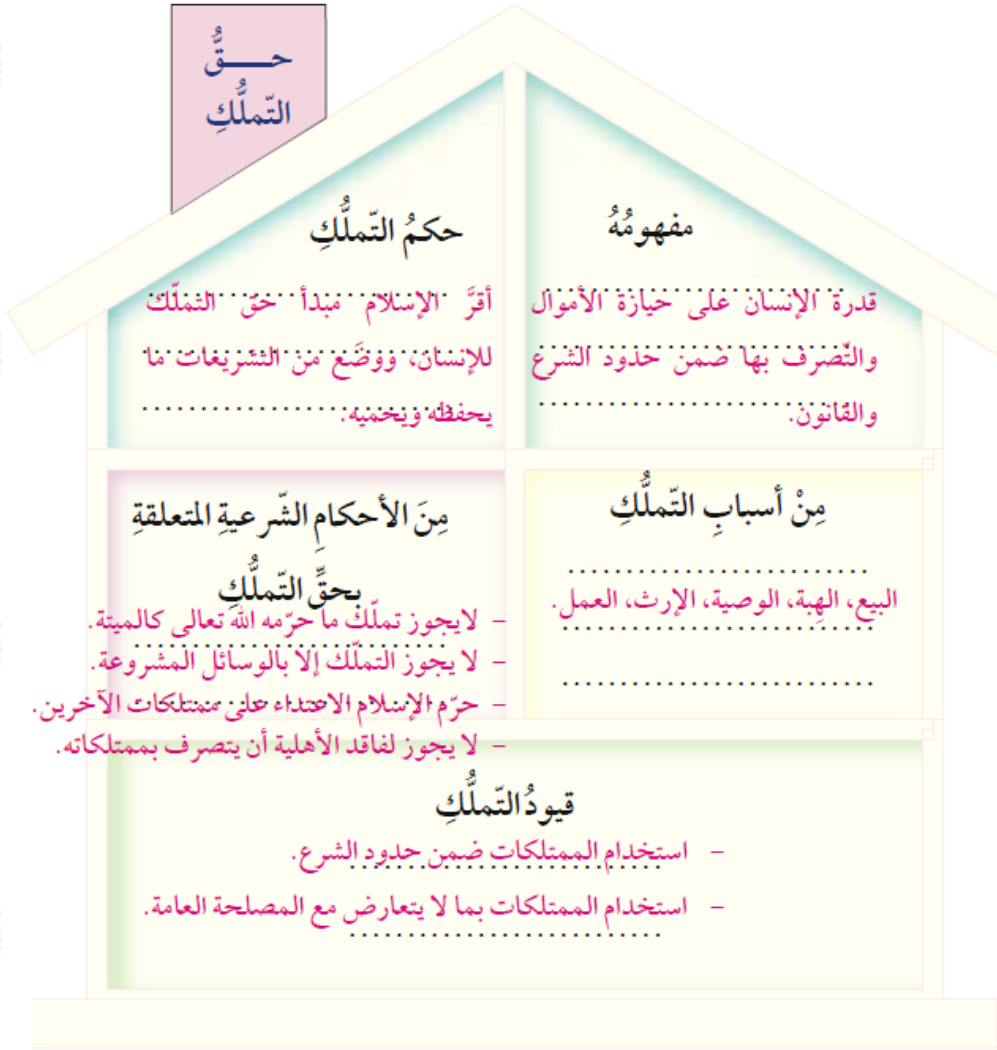 حـــقُّ
التّملُّكِ
مفهومُهُ
قدرة الإنسان على حيازة الأموال
والتّصرف بها ضمن حدود الشرع
والقانون.
حكمُ التّملُّكِ
أقرَّ الإسلام مبدأ حقّ التملّك
للإنسان، ووضَع من التشريعات ما
يحفظه ويحميه.
مِنْ أسبابِ التّملُّكِ
البيع، الهِبة، الوصية، الإرث، العمل.
مِنَ الأحكامِ الشّرعيةِ المتعلقةِ
بحقِّ التّملُّكِ
– لايجوز تملّك ما حرّمه الله تعالى كالميتة.
– لا يجوز التملّك إلا بالوسائل المشروعة.
– حرّم الإسلام الاعتداء على ممتلكات الآخرين.
– لا يجوز لفاقد الأهلية أن يتصرف بممتلكاته.
قيودُ التّملُّكِ
– استخدام الممتلكات ضمن حدود الشرع.
– استخدام الممتلكات بما لا يتعارض مع المصلحة العامة.